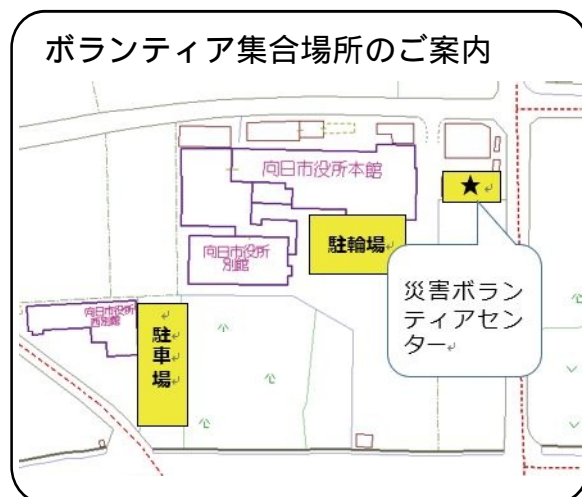 ボランティア集合場所のご案内
向日市役所本館
★
駐輪場
向日市役所
別館
災害ボラン
ティアセン
ター
向日市役所
西別館
駐車場